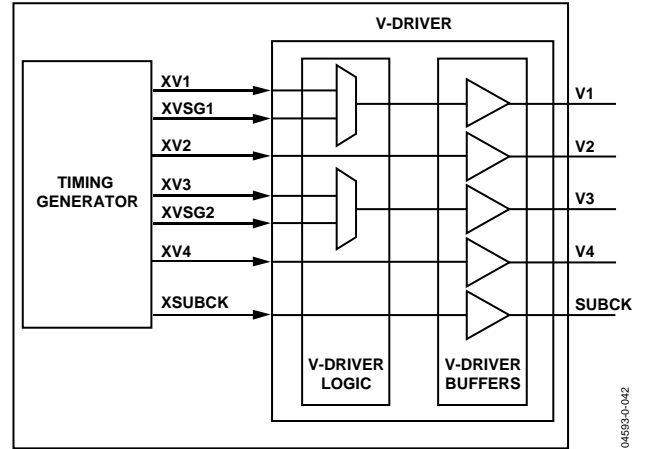 V-DRIVER
TIMING
GENERATOR
XV1
XVSG1
XV2
XV3
XVSG2
XV4
XSUBCK
V-DRIVER
LOGIC
V-DRIVER
BUFFERS
V1
V2
V3
V4
SUBCK
04593-0-042